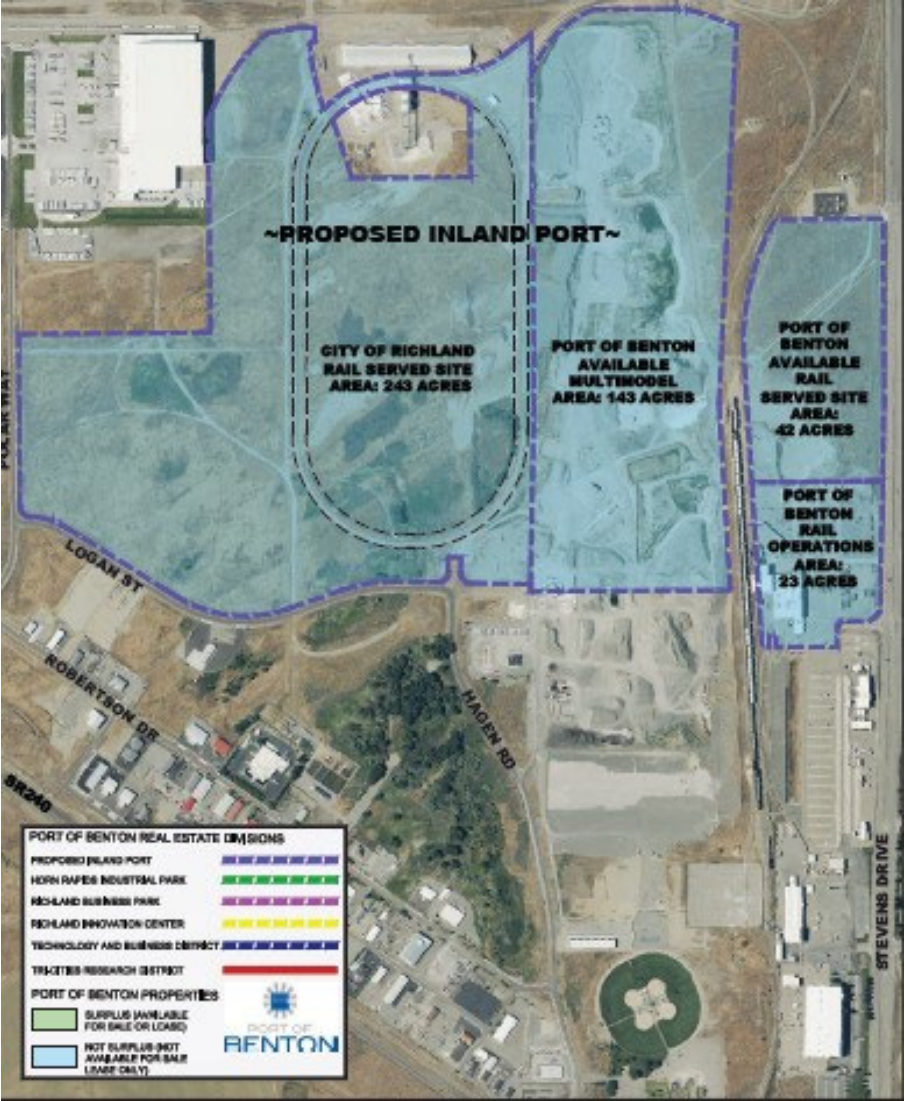 ~PROPOSED INLAND PORT~
CITY OF RICHLAND
RAIL SERVED SITE
AREA: 243 ACRES
PORT OF BENTON
AVAILABLE
MULTIMODEL
AREA: 143 ACRES
PORT OF
BENTON
AVAILABLE
RAIL
SERVED SITE
AREA:
42 ACRES
PORT OF
BENTON
RAIL
OPERATIONS
AREA:
23 ACRES
POLAR WAY
LOGAN ST
ROBERTSON DR
HAGEN RD
SR240
STEVENS DRIVE
PORT OF BENTON REAL ESTATE DIVISIONS
PROPOSED INLAND PORT
HORN RAPIDS INDUSTRIAL PARK
RICHLAND BUSINESS PARK
RICHLAND INNOVATION CENTER
TECHNOLOGY AND BUSINESS DISTRICT
TRI-CITIES RESEARCH DISTRICT
PORT OF BENTON PROPERTIES
SURPLUS (AVAILABLE
FOR SALE OR LEASE)
NOT SURPLUS (NOT
AVAILABLE FOR SALE
LEASE ONLY)
PORT OF
BENTON